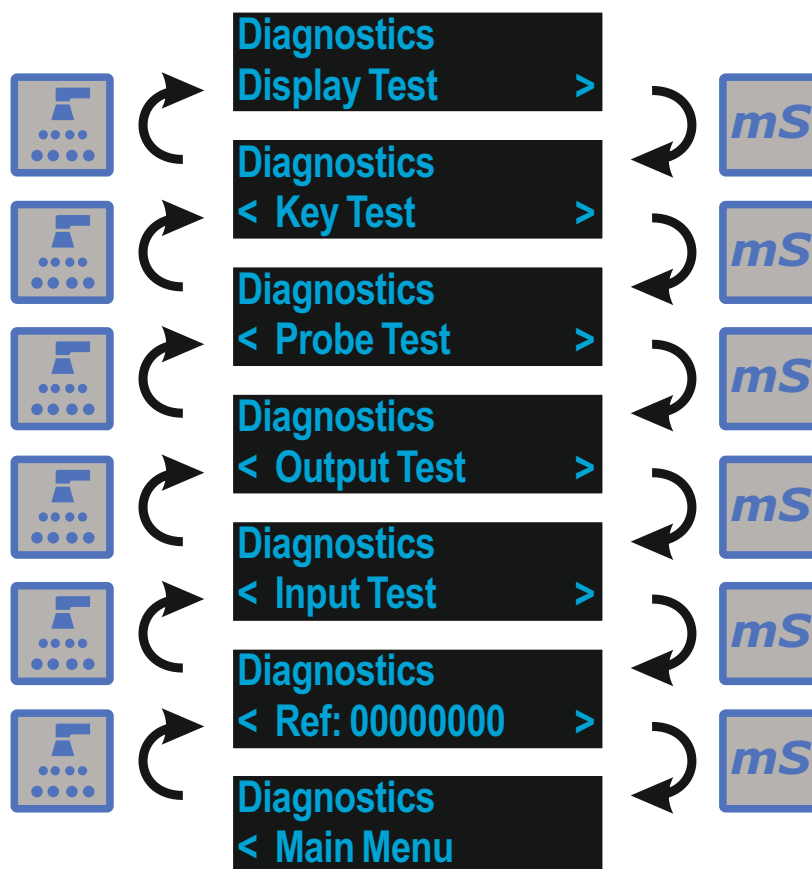 Diagnostics
Display Test >
mS
Diagnostics
< Key Test >
mS
Diagnostics
< Probe Test >
mS
Diagnostics
< Output Test >
mS
Diagnostics
< Input Test >
mS
Diagnostics
< Ref: 00000000 >
mS
Diagnostics
< Main Menu